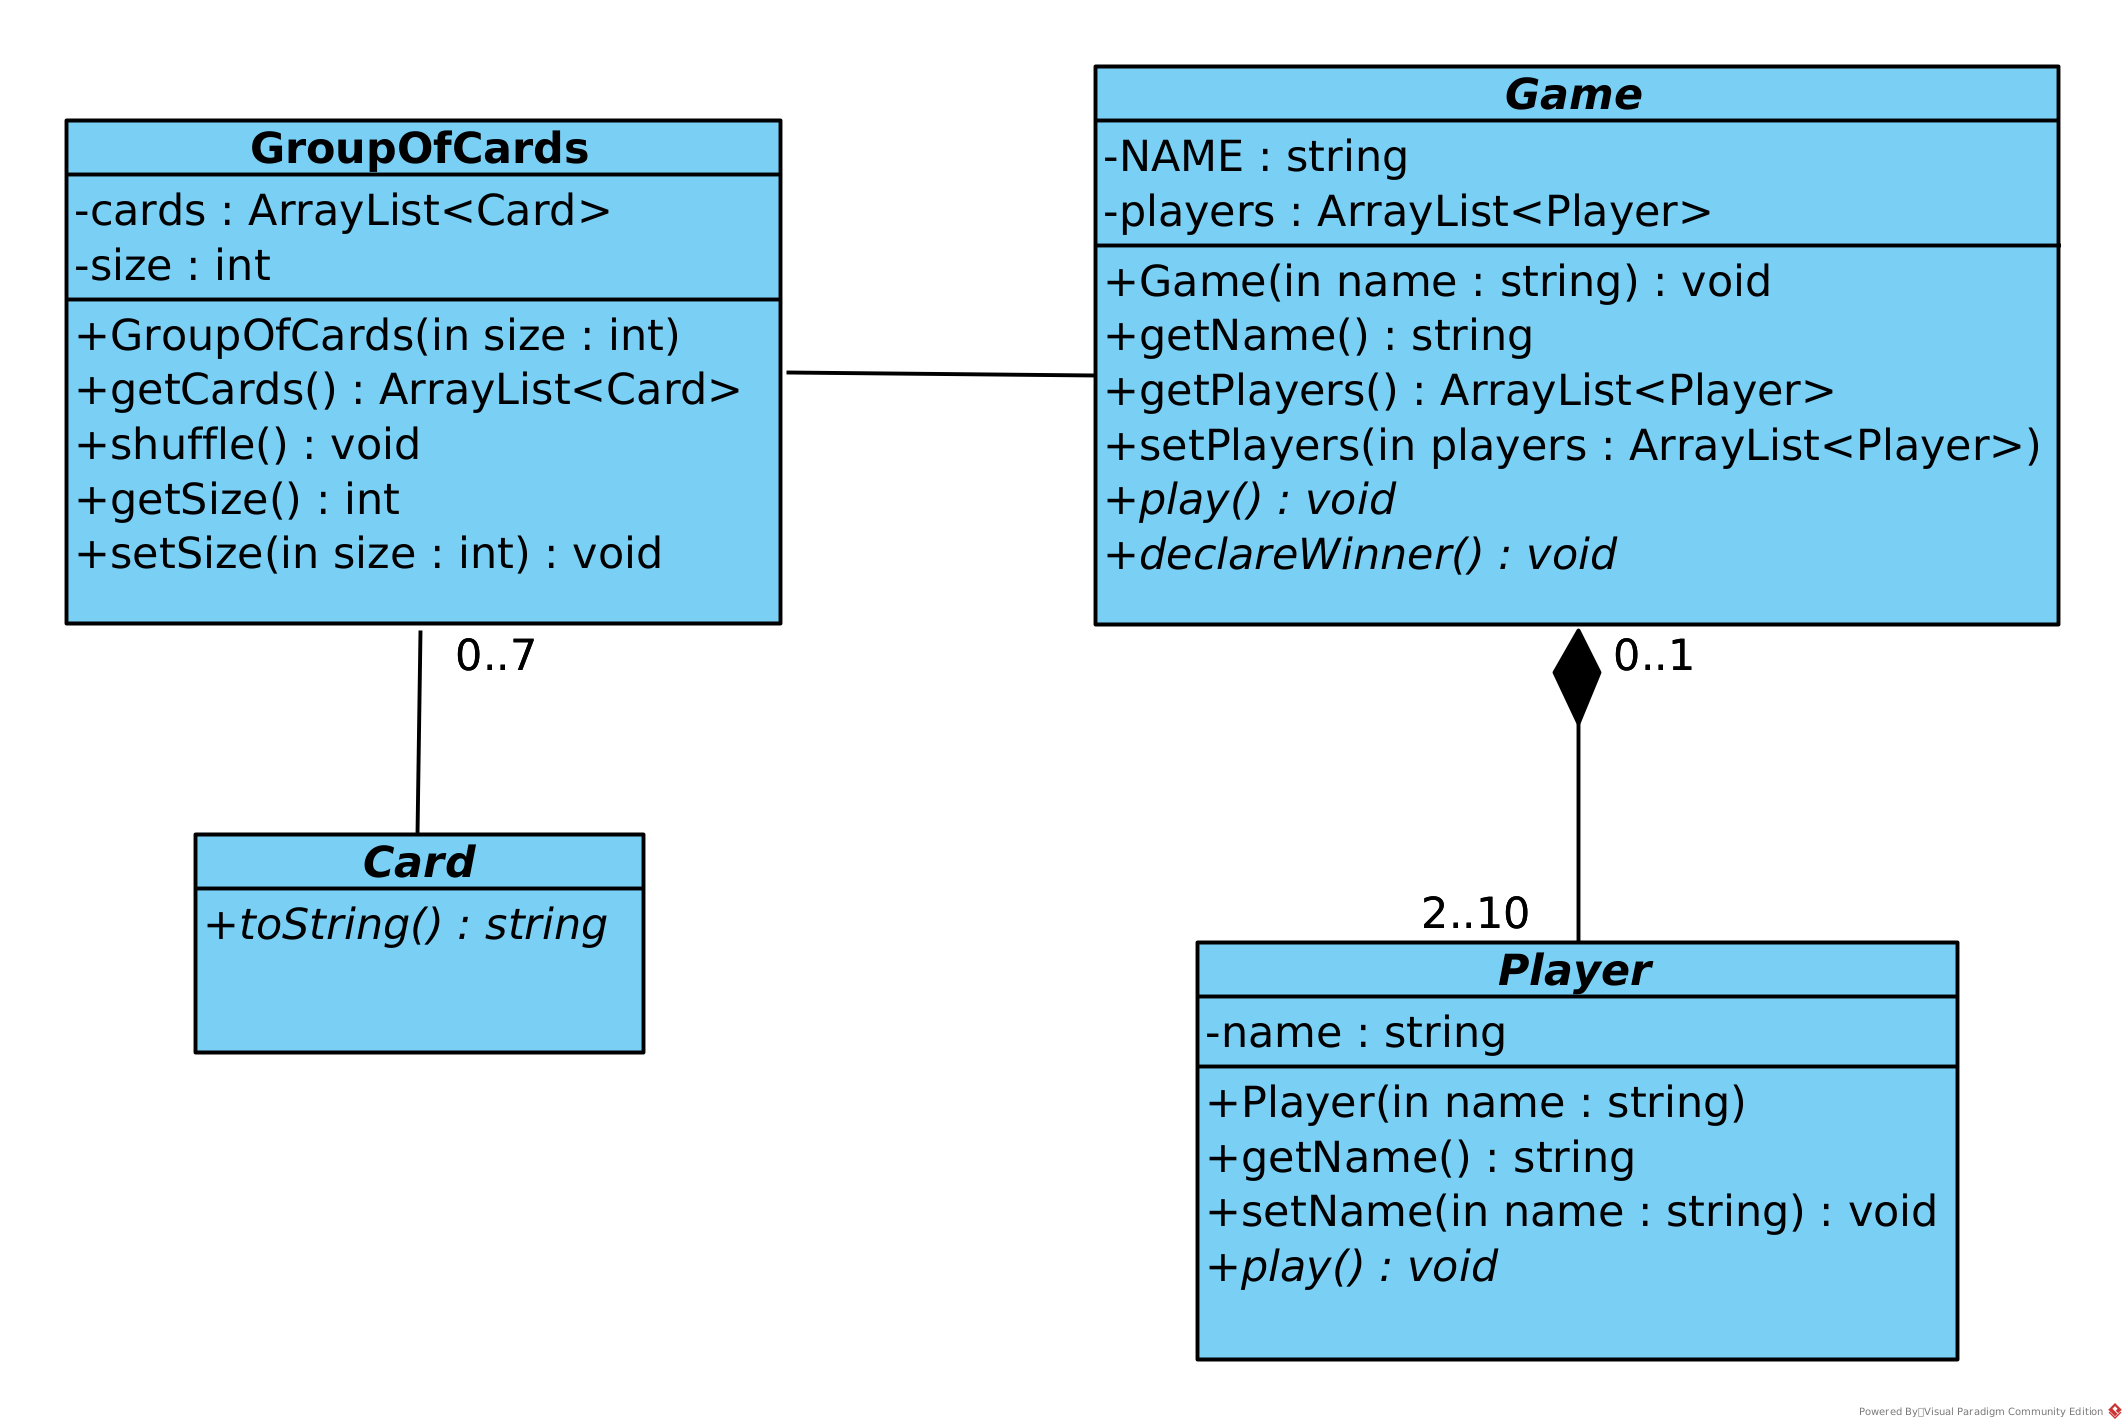 GroupOfCards
-cards : ArrayList<Card>
-size : int
+GroupOfCards(in size : int)
+getCards() : ArrayList<Card>
+shuffle() : void
+getSize() : int
+setSize(in size : int) : void
Game
-NAME : string
-players : ArrayList<Player>
+Game(in name : string) : void
+getName() : string
+getPlayers() : ArrayList<Player>
+setPlayers(in players : ArrayList<Player>)
+play() : void
+declareWinner() : void
0..7
0..1
Card
+toString() : string
2..10
Player
-name : string
+Player(in name : string)
+getName() : string
+setName(in name : string) : void
+play() : void
Powered By Visual Paradigm Community Edition